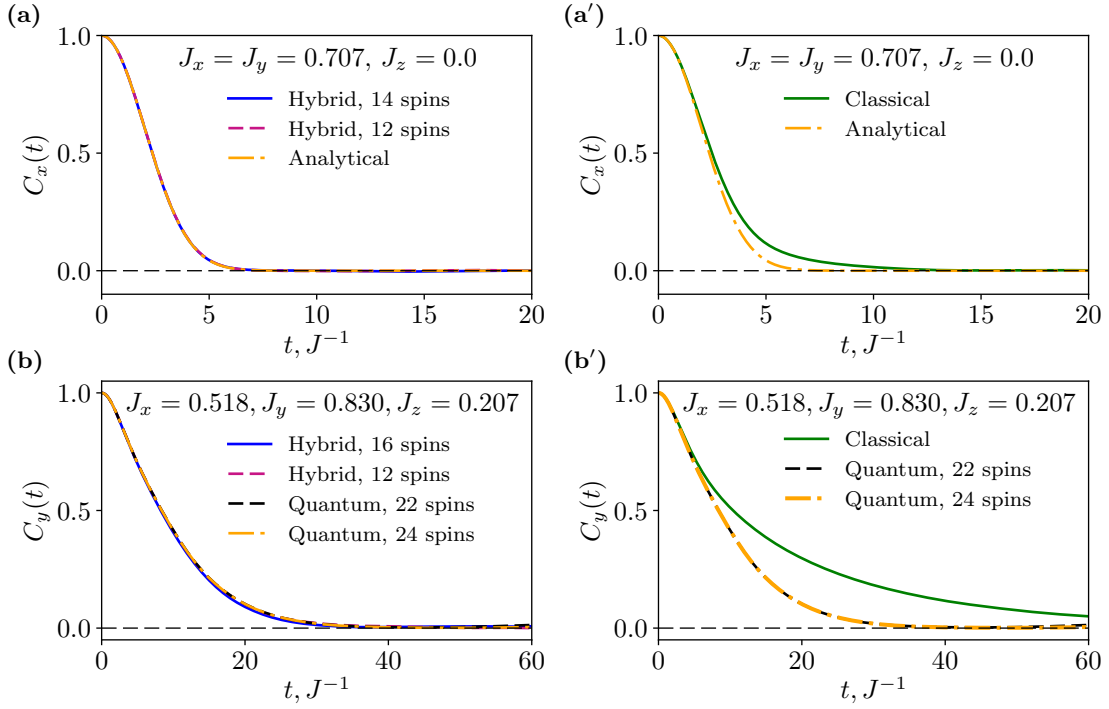 (a)
1.0
0.5
0.0
C_x(t)
J_x = J_y = 0.707, J_z = 0.0
Hybrid, 14 spins
Hybrid, 12 spins
Analytical
0 5 10 15 20
t, J^{-1}
(a′)
1.0
0.5
0.0
C_x(t)
J_x = J_y = 0.707, J_z = 0.0
Classical
Analytical
0 5 10 15 20
t, J^{-1}
(b)
1.0
0.5
0.0
C_y(t)
J_x = 0.518, J_y = 0.830, J_z = 0.207
Hybrid, 16 spins
Hybrid, 12 spins
Quantum, 22 spins
Quantum, 24 spins
0 20 40 60
t, J^{-1}
(b′)
1.0
0.5
0.0
C_y(t)
J_x = 0.518, J_y = 0.830, J_z = 0.207
Classical
Quantum, 22 spins
Quantum, 24 spins
0 20 40 60
t, J^{-1}